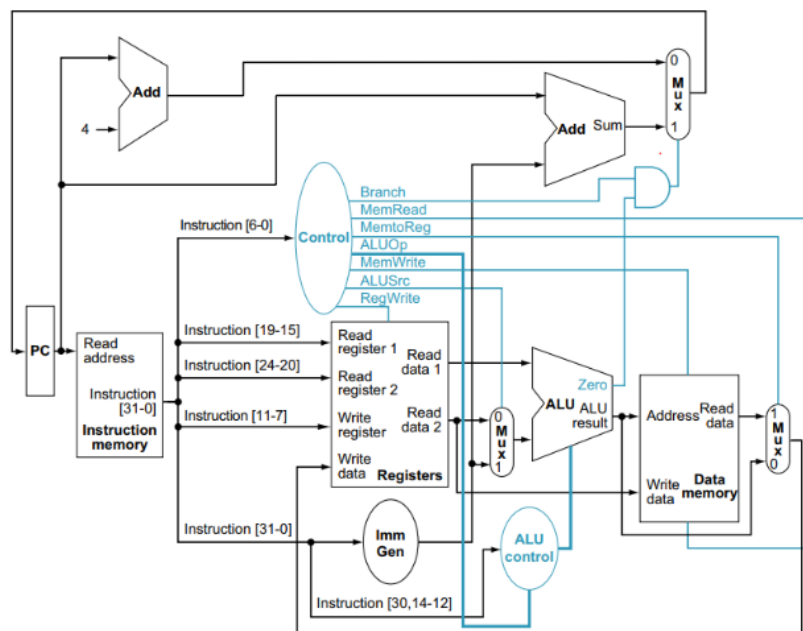 Add
4
Add Sum
0
Mux
1
Branch
MemRead
MemtoReg
ALUOp
MemWrite
ALUSrc
RegWrite
Control
Instruction [6-0]
PC
Read
address
Instruction
[31-0]
Instruction
memory
Instruction [19-15]
Instruction [24-20]
Instruction [11-7]
Instruction [31-0]
Instruction [30,14-12]
Read
register 1
Read
register 2
Write
register
Write
data
Read
data 1
Read
data 2
Registers
Imm
Gen
0
Mux
1
Zero
ALU
ALU
result
ALU
control
Address
Read
data
Write
data
Data
memory
1
Mux
0